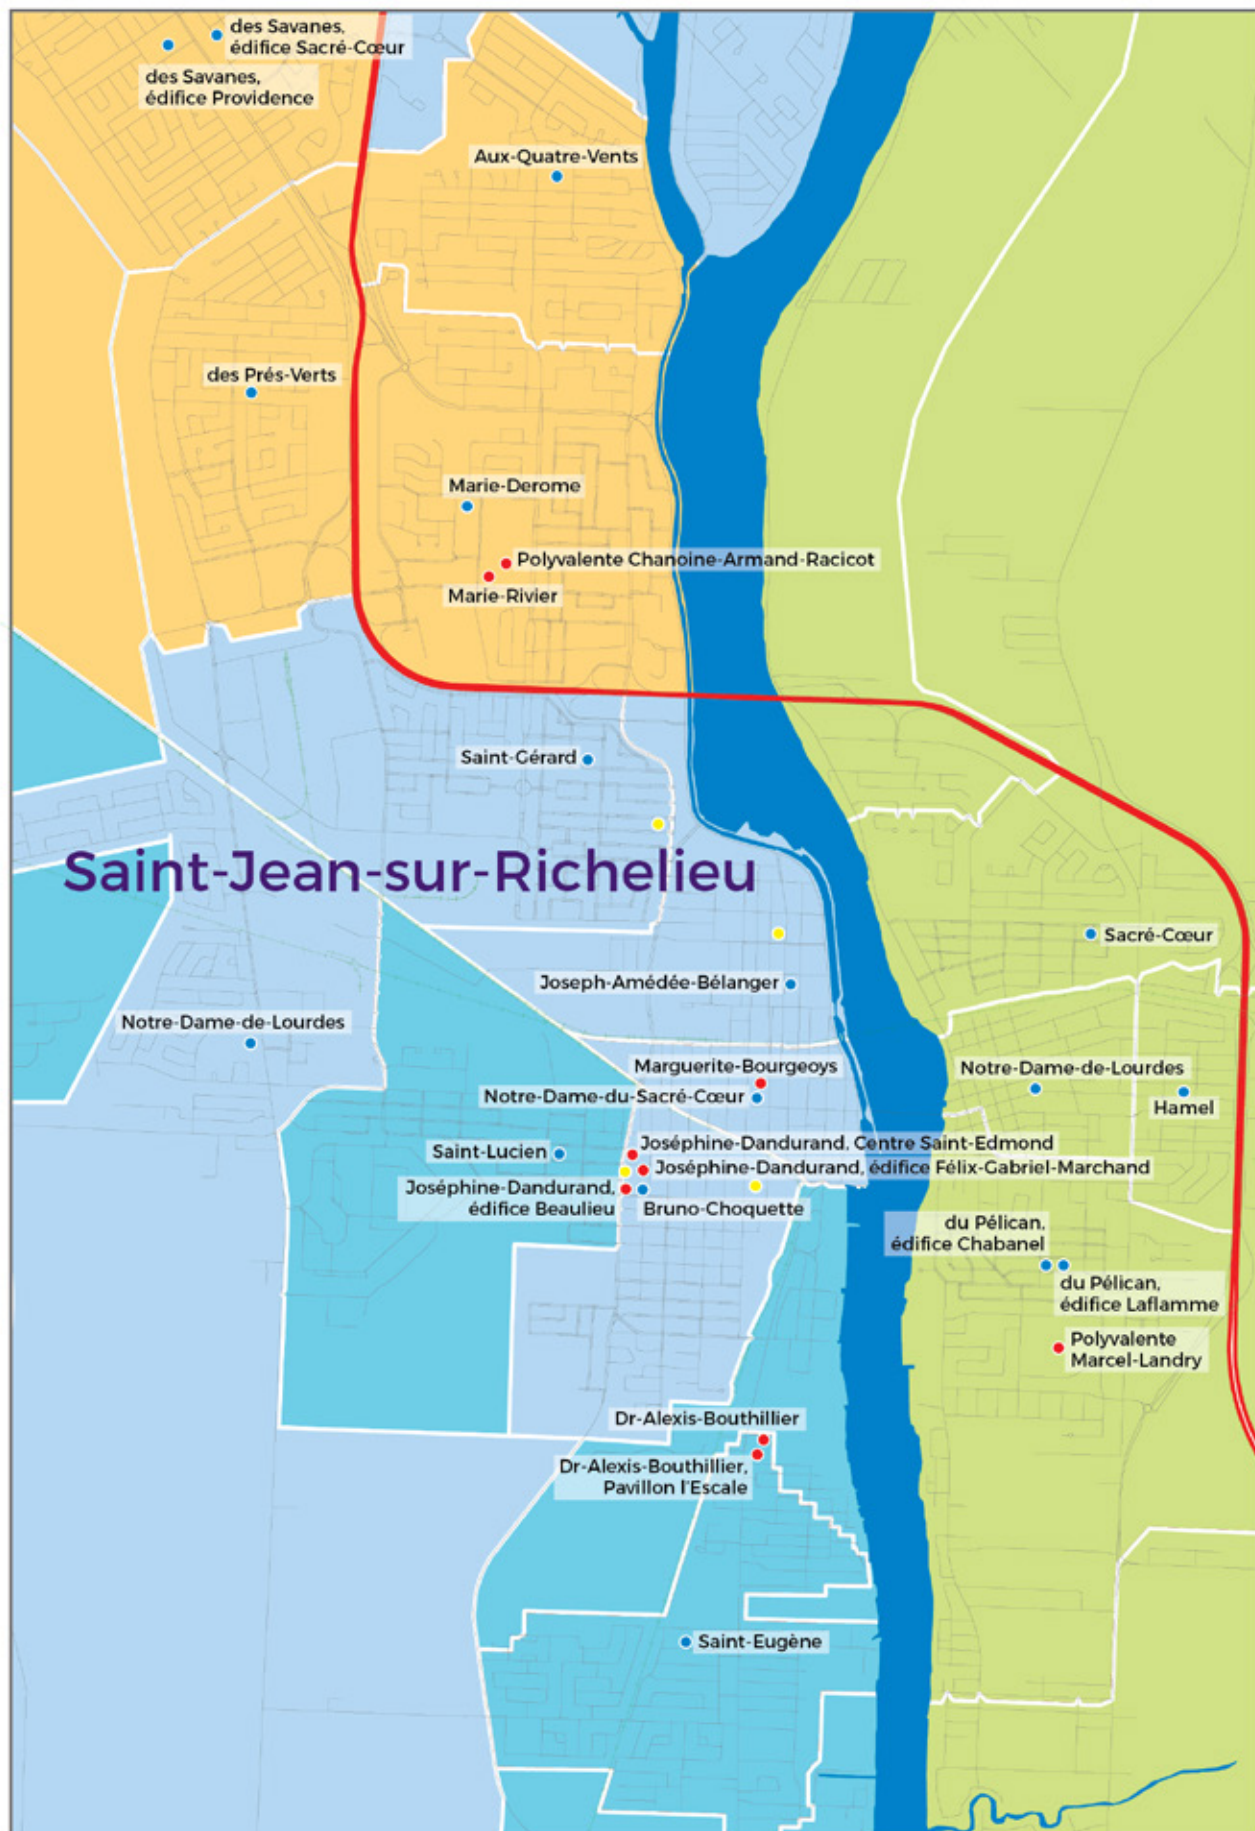 des Savanes,
édifice Sacré-Cœur
des Savanes,
édifice Providence
Aux-Quatre-Vents
des Prés-Verts
Marie-Derome
Polyvalente Chanoine-Armand-Racicot
Marie-Rivier
Saint-Gérard
Saint-Jean-sur-Richelieu
Sacré-Cœur
Joseph-Amédée-Bélanger
Notre-Dame-de-Lourdes
Marguerite-Bourgeoys
Notre-Dame-de-Lourdes
Notre-Dame-du-Sacré-Cœur
Hamel
Joséphine-Dandurand, Centre Saint-Edmond
Saint-Lucien
Joséphine-Dandurand, édifice Félix-Gabriel-Marchand
Joséphine-Dandurand,
édifice Beaulieu
Bruno-Choquette
du Pélican,
édifice Chabanel
du Pélican,
édifice Laflamme
Polyvalente
Marcel-Landry
Dr-Alexis-Bouthillier
Dr-Alexis-Bouthillier,
Pavillon l'Escale
Saint-Eugène